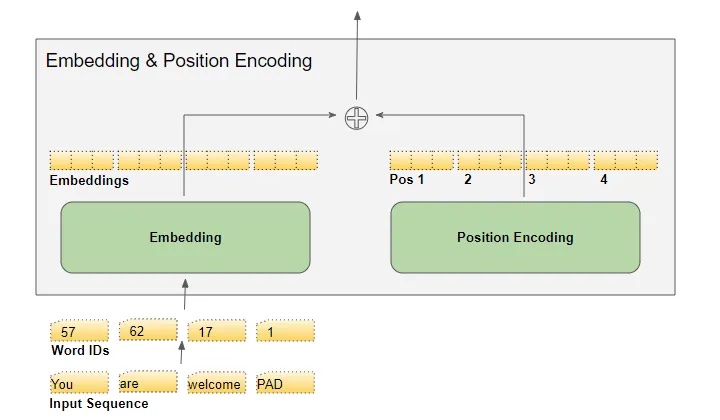 Embedding & Position Encoding
Embeddings
Pos 1 2 3 4
Embedding
Position Encoding
57 62 17 1
Word IDs
You are welcome PAD
Input Sequence